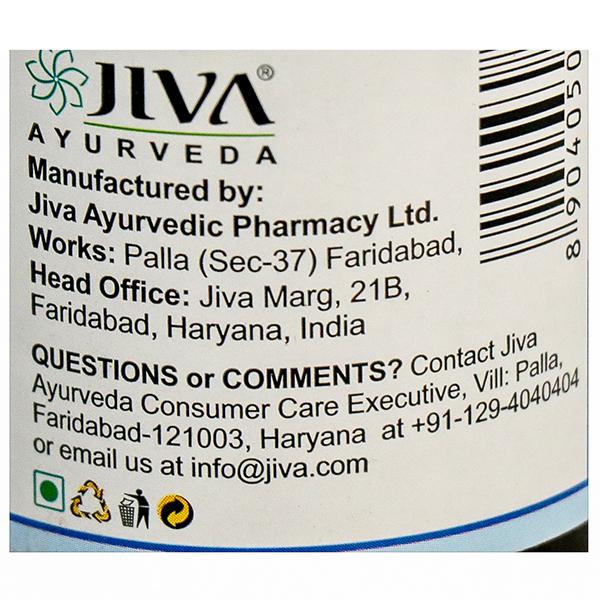 JIVA®
AYURVEDA
Manufactured by:
Jiva Ayurvedic Pharmacy Ltd.
Works: Palla (Sec-37) Faridabad,
Head Office: Jiva Marg, 21B,
Faridabad, Haryana, India
QUESTIONS or COMMENTS? Contact Jiva
Ayurveda Consumer Care Executive, Vill: Palla,
Faridabad-121003, Haryana at +91-129-4040404
or email us at info@jiva.com
8904050